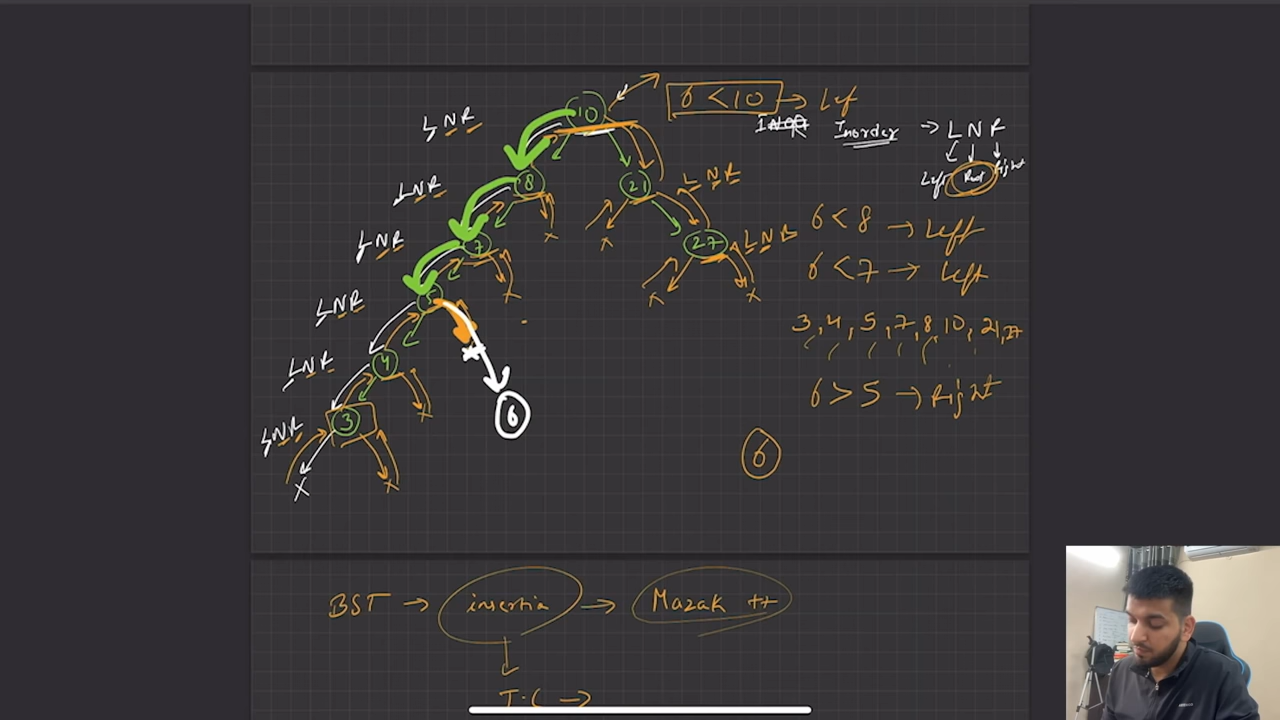 10
6 < 10 → Lef
LNR
Inorder → LNR
Left Root Right
8
21
LNR
LNR
6 < 8 → Left
7
27
LNR
LNR
6 < 7 → Left
X
X
X
X
X
5
LNR
3, 4, 5, 7, 8, 10, 21, 27
4
LNR
6 > 5 → Right
X
6
3
LNR
6
X
X
BST → insertion → Mazak ++
T.C →